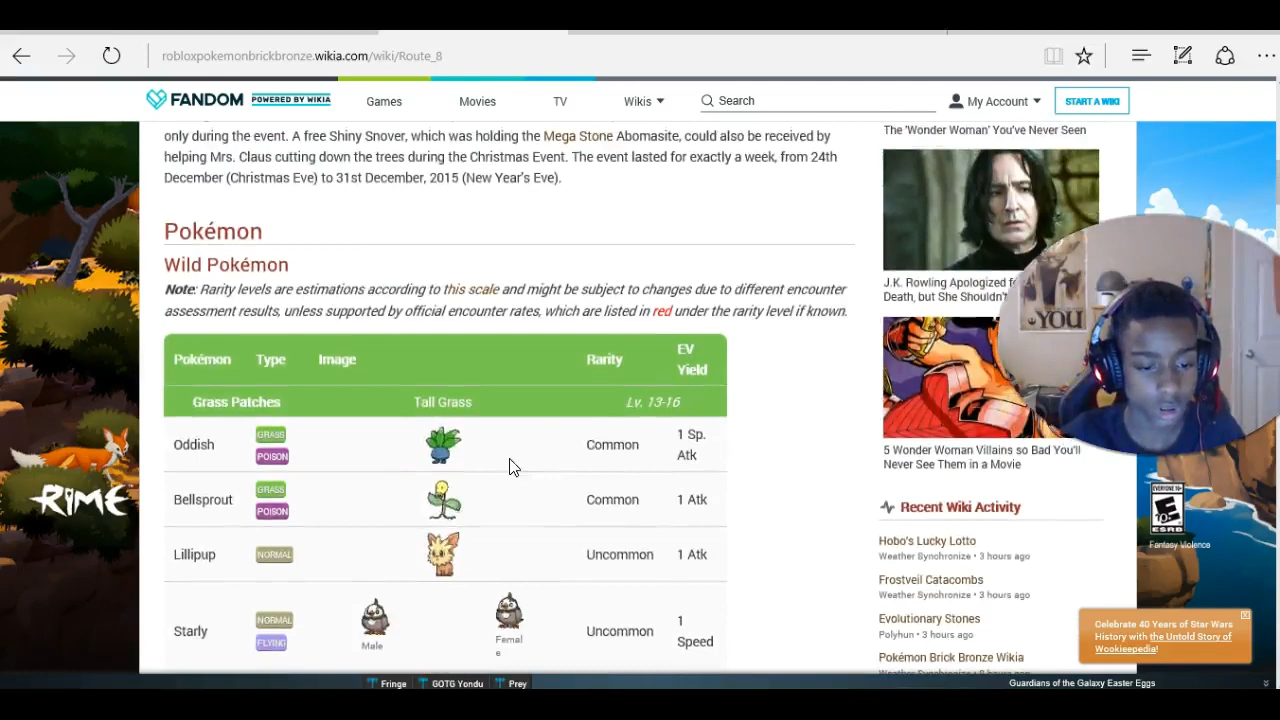 robloxpokemonbrickbronze.wikia.com/wiki/Route_8
FANDOM POWERED BY WIKIA Games Movies TV Wikis Search My Account START A WIKI
only during the event. A free Shiny Snover, which was holding the Mega Stone Abomasite, could also be received by
helping Mrs. Claus cutting down the trees during the Christmas Event. The event lasted for exactly a week, from 24th
December (Christmas Eve) to 31st December, 2015 (New Year's Eve).
Pokémon
Wild Pokémon
Note: Rarity levels are estimations according to this scale and might be subject to changes due to different encounter
assessment results, unless supported by official encounter rates, which are listed in red under the rarity level if known.
Pokémon Type Image Rarity EV Yield
Grass Patches Tall Grass Lv. 13-16
Oddish GRASS POISON Common 1 Sp. Atk
Bellsprout GRASS POISON Common 1 Atk
Lillipup NORMAL Uncommon 1 Atk
Starly NORMAL FLYING Male Femal e Uncommon 1 Speed
The 'Wonder Woman' You've Never Seen
J.K. Rowling Apologized f
Death, but She Shouldn'
YOU
5 Wonder Woman Villains so Bad You'll
Never See Them in a Movie
Recent Wiki Activity
Hobo's Lucky Lotto
Weather Synchronize • 3 hours ago
Frostveil Catacombs
Weather Synchronize • 3 hours ago
Evolutionary Stones
Polyhun • 3 hours ago
Pokémon Brick Bronze Wikia
RiME
EVERYONE 10+
E
10+
ESRB
Fantasy Violence
Celebrate 40 Years of Star Wars
History with the Untold Story of
Wookieepedia!
Fringe GOTG Yondu Prey
Guardians of the Galaxy Easter Eggs